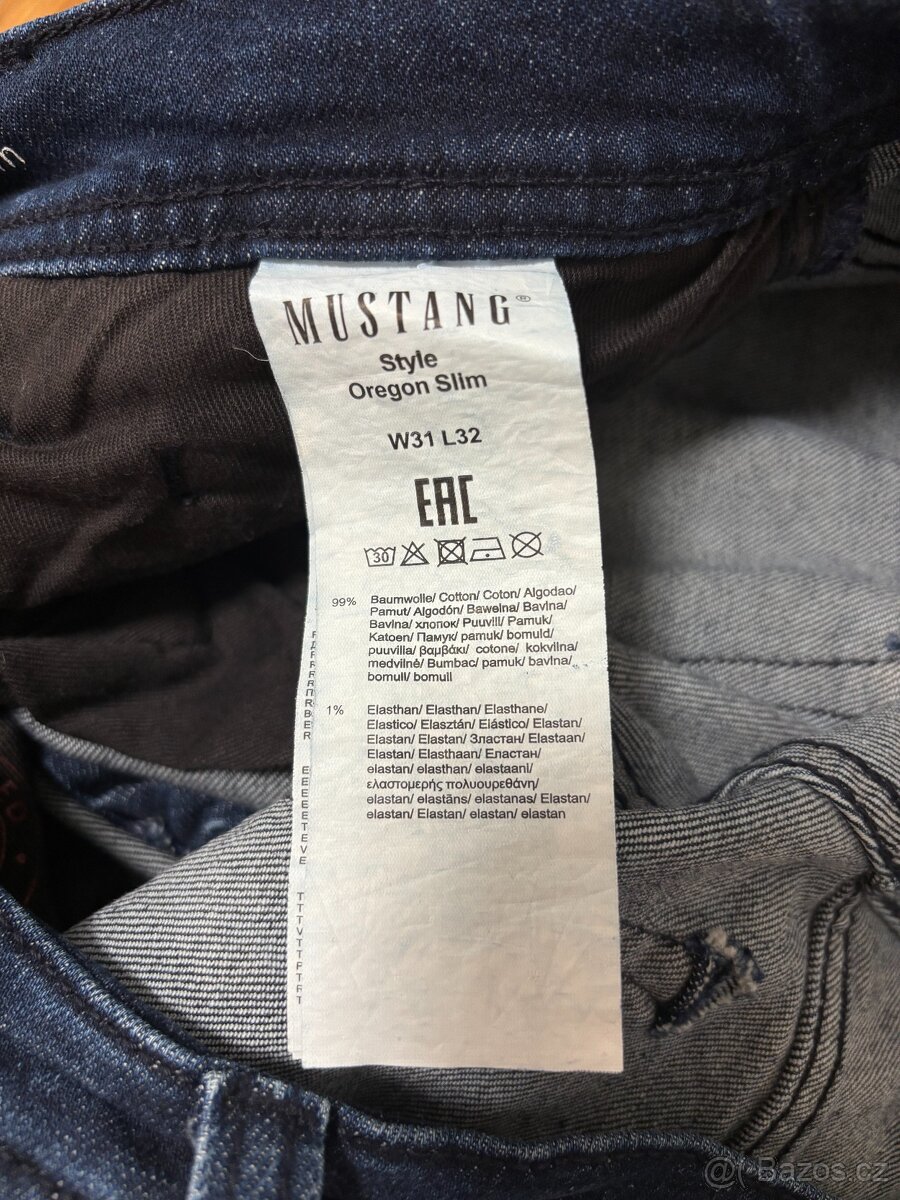 MUSTANG®
Style
Oregon Slim
W31 L32
EAC
30
99% Baumwolle/ Cotton/ Coton/ Algodao/
Pamut/ Algodón/ Bawelna/ Bavlna/
Bavlna/ хлопок/ Puuvill/ Pamuk/
Katoen/ Памук/ pamuk/ bomuld/
puuvilla/ βαμβάκι/ cotone/ kokvilna/
medvilnė/ Bumbac/ pamuk/ bavlna/
bomull/ bomull
1% Elasthan/ Elasthan/ Elasthane/
Elastico/ Elasztán/ Elástico/ Elastan/
Elastan/ Elastan/ Эластан/ Elastaan/
Elastan/ Elasthaan/ Еластан/
elastan/ elasthan/ elastaani/
ελαστομερής πολυουρεθάνη/
elastan/ elastāns/ elastanas/ Elastan/
elastan/ Elastan/ elastan/ elastan
Bazos.cz